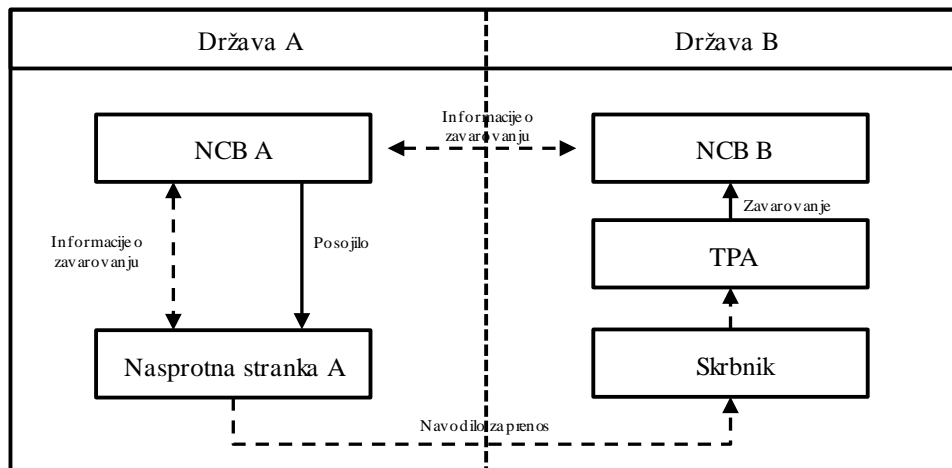 Država A
Država B
Informacije o
zavarovanju
NCB A
NCB B
Zavarovanje
Informacije o
zavarovanju
Posojilo
TPA
Nasprotna stranka A
Skrbnik
Navodilo za prenos